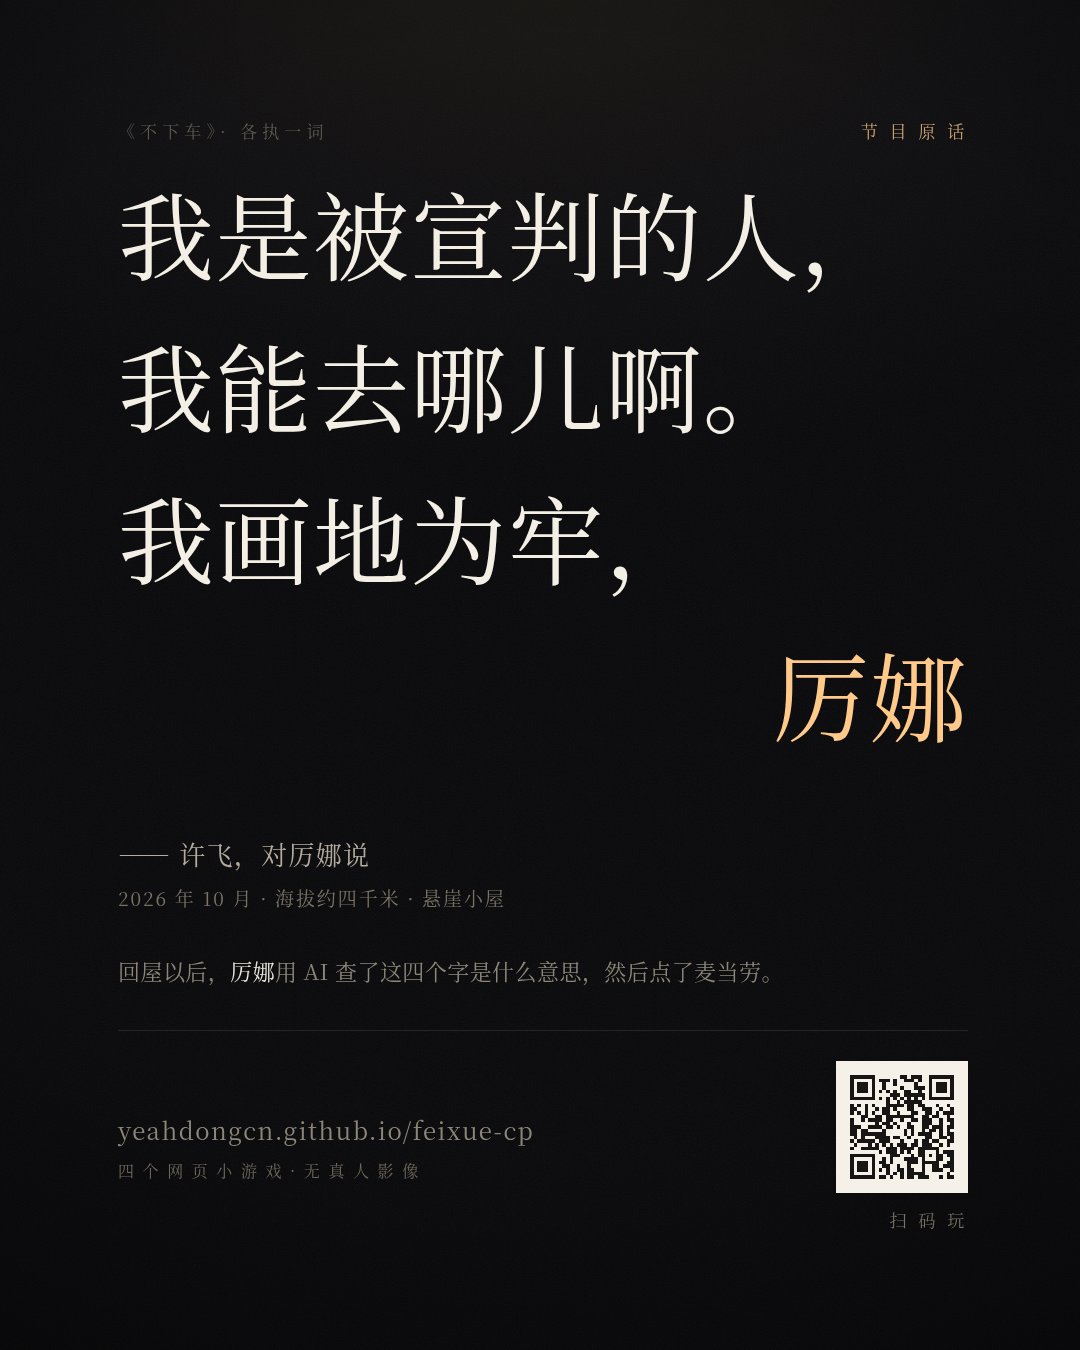 《不下车》· 各执一词
节目原话
我是被宣判的人，
我能去哪儿啊。
我画地为牢，
厉娜
—— 许飞，对厉娜说
2026 年 10 月 · 海拔约四千米 · 悬崖小屋
回屋以后，厉娜用 AI 查了这四个字是什么意思，然后点了麦当劳。
yeahdongcn.github.io/feixue-cp
四个网页小游戏 · 无真人影像
扫码玩